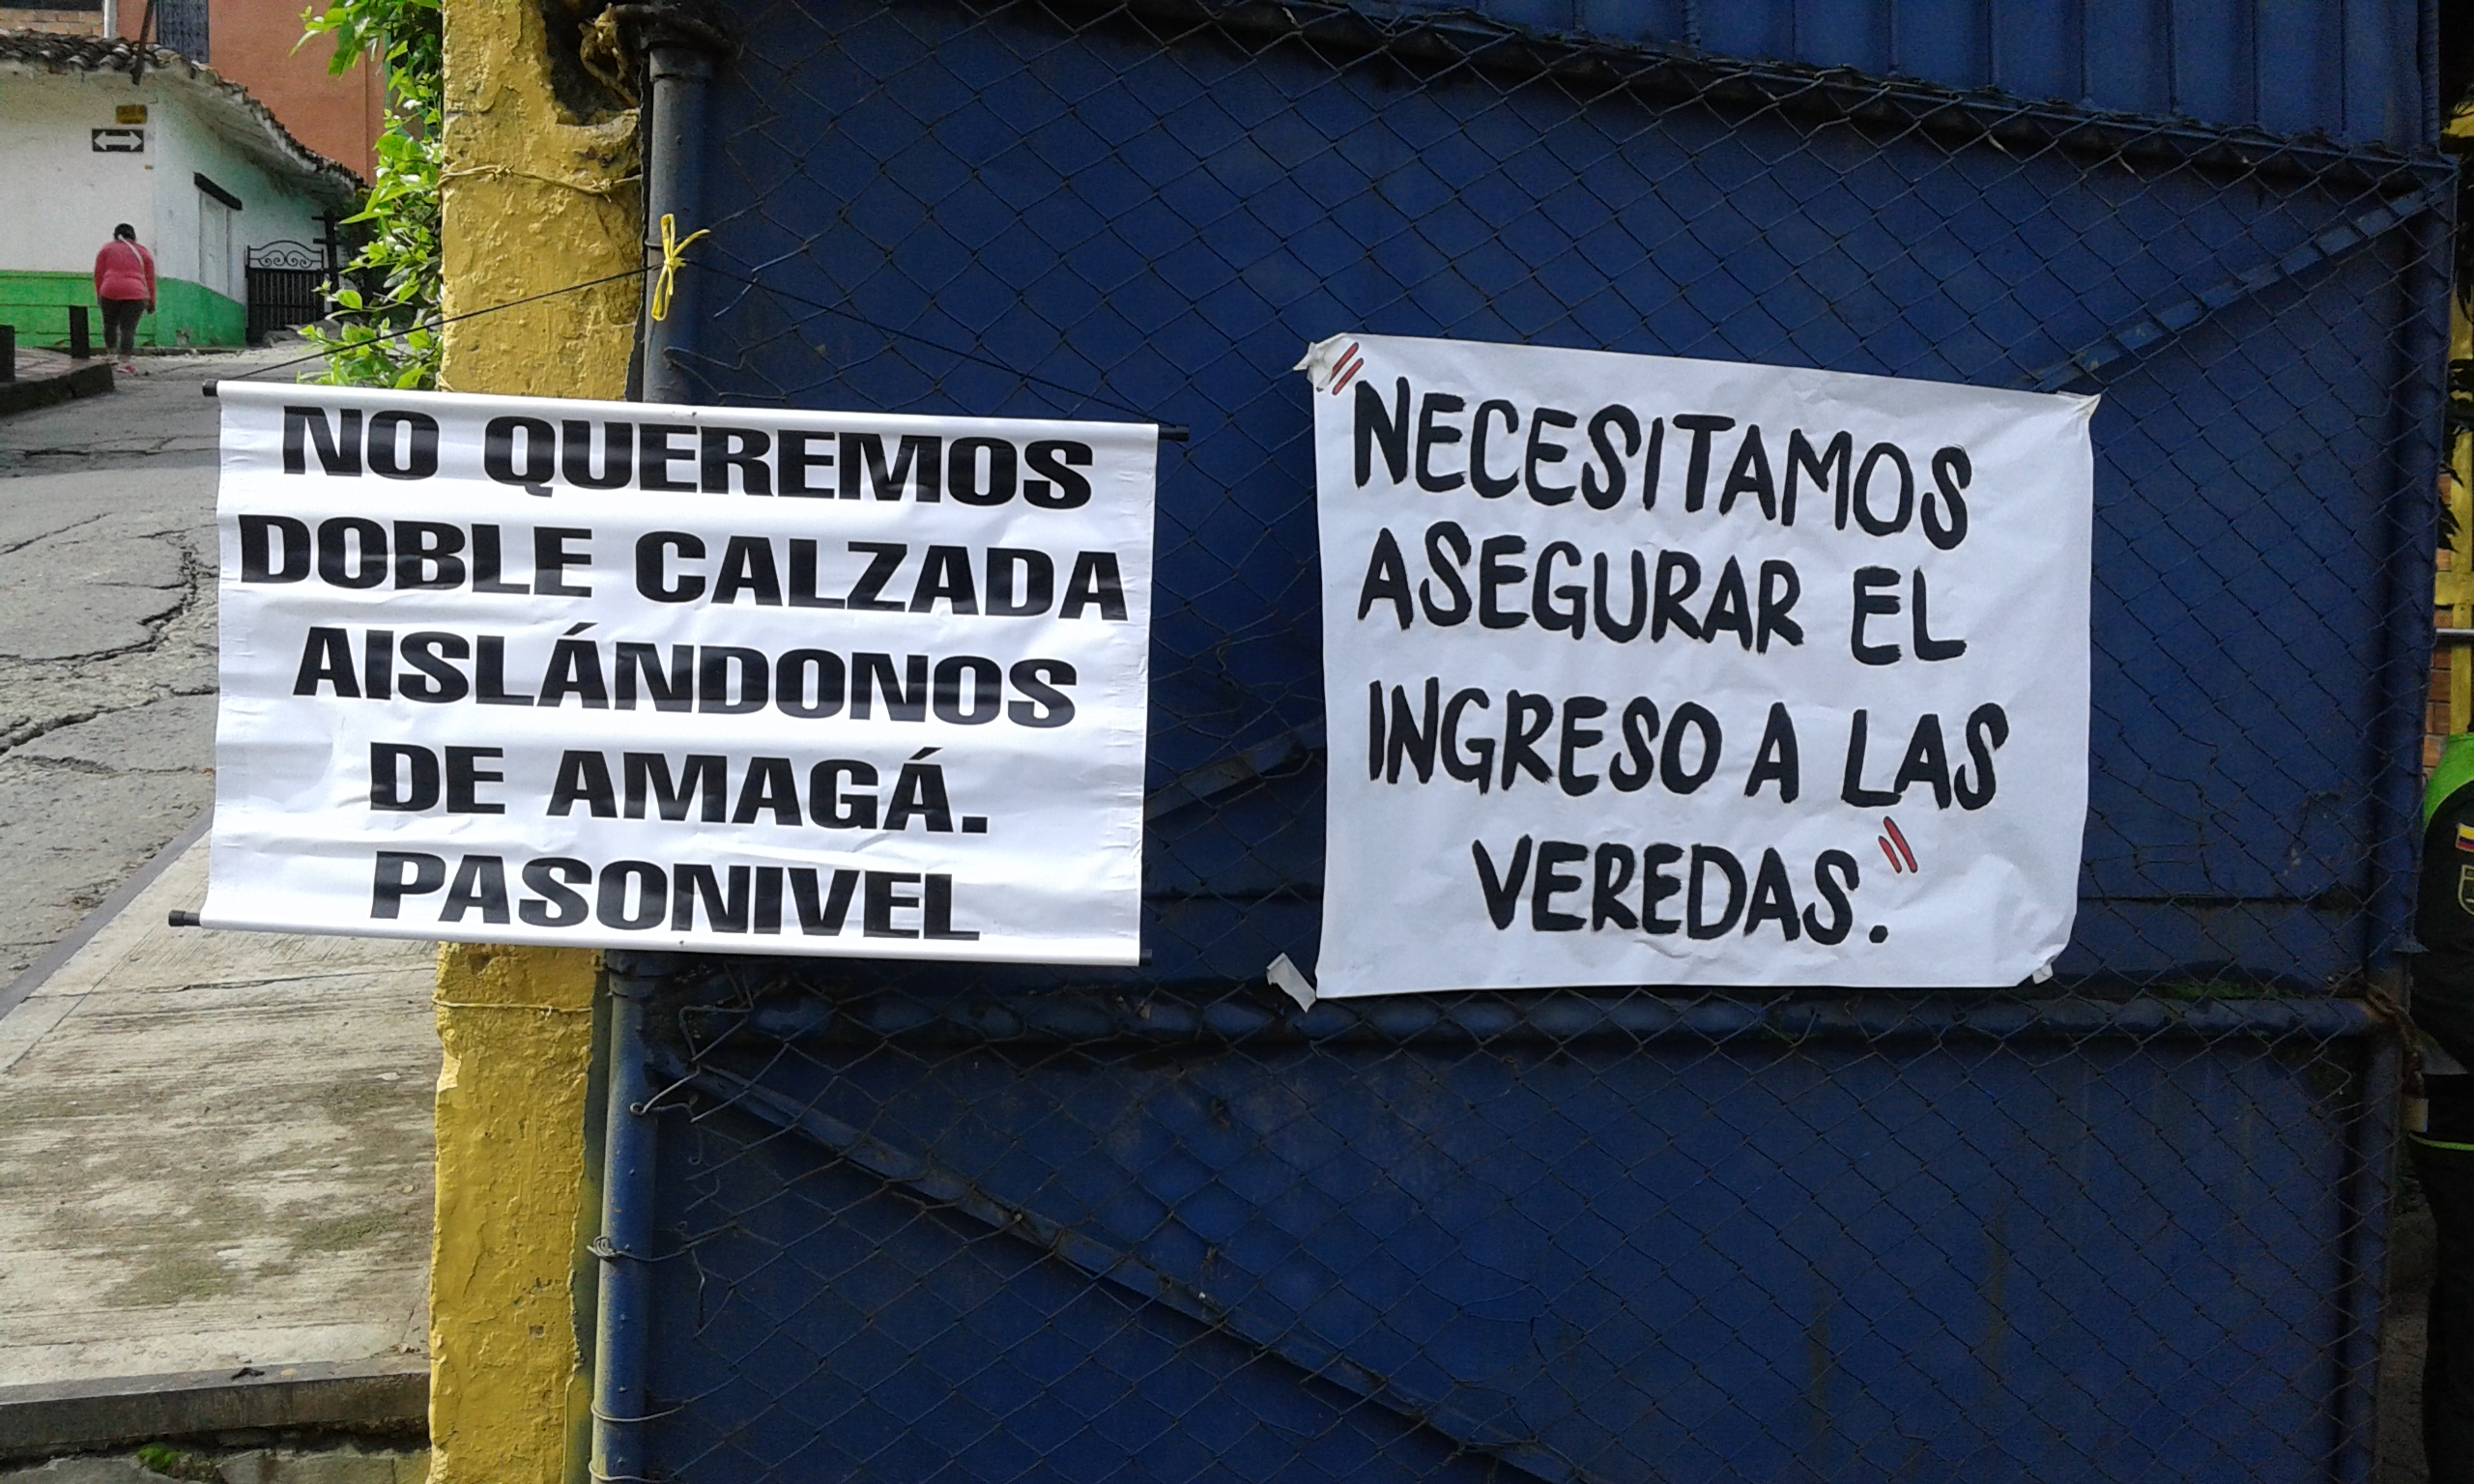 NO QUEREMOS
DOBLE CALZADA
AISLÁNDONOS
DE AMAGÁ.
PASONIVEL
"NECESITAMOS
ASEGURAR EL
INGRESO A LAS
VEREDAS."